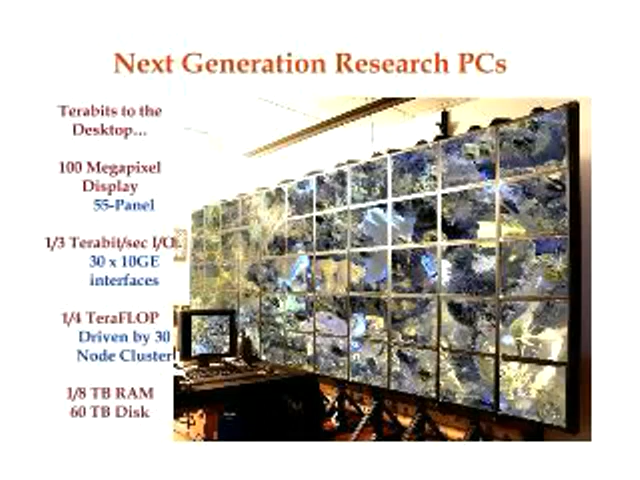 Next Generation Research PCs
Terabits to the
Desktop...
100 Megapixel
Display
55-Panel
1/3 Terabit/sec I/O
30 x 10GE
interfaces
1/4 TeraFLOP
Driven by 30
Node Cluster
1/8 TB RAM
60 TB Disk